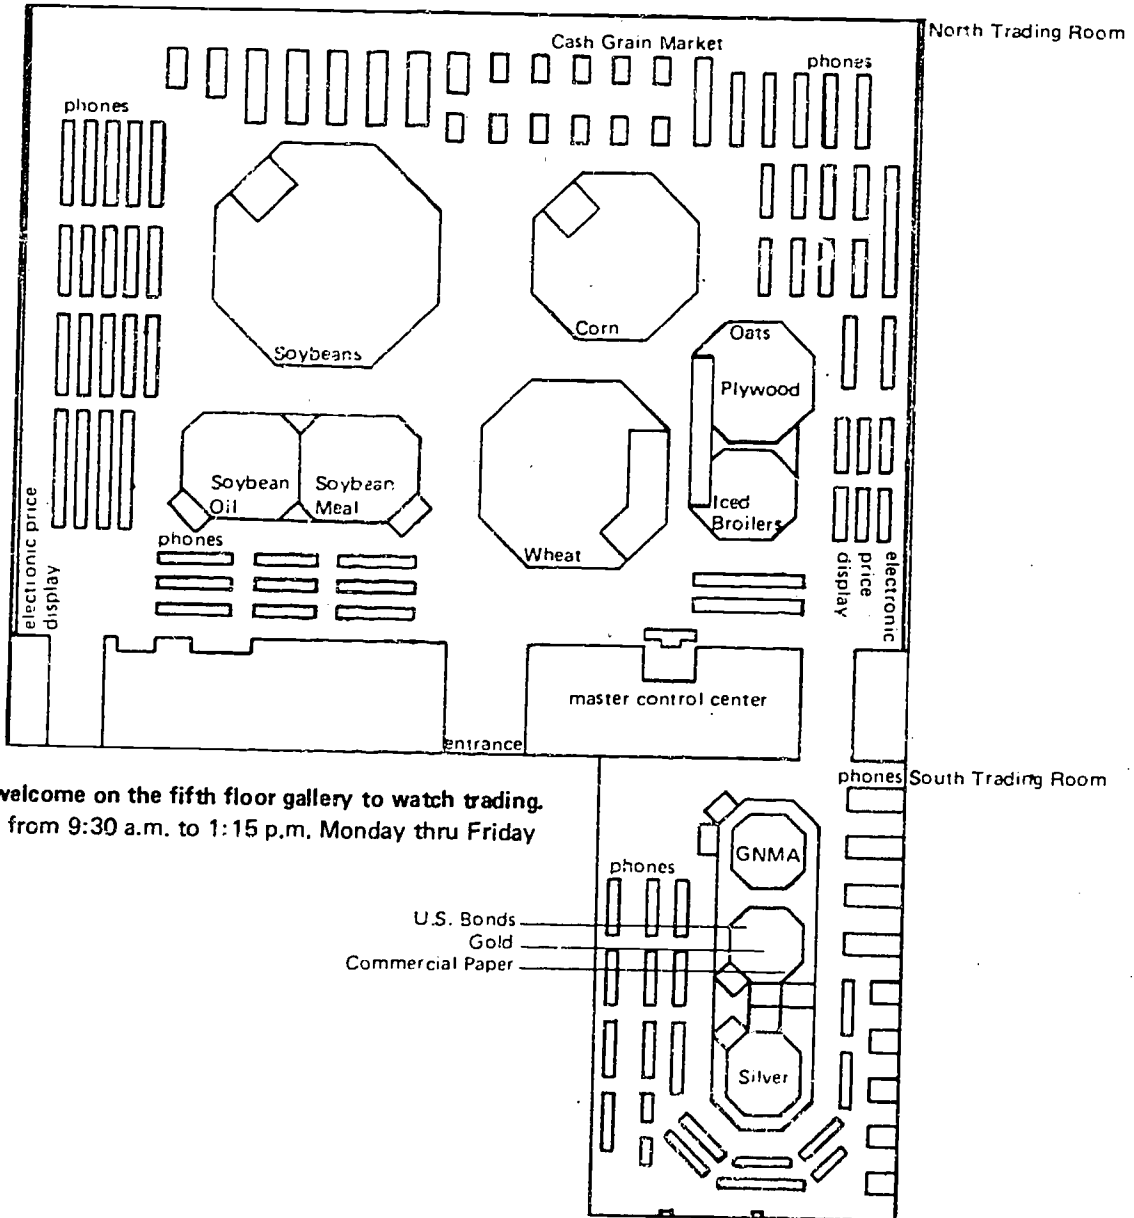 North Trading Room
Cash Grain Market
phones
phones
Soybeans
Corn
Oats
Plywood
Soybean
Oil
Soybean
Meal
Iced
Broilers
Wheat
phones
electronic price
display
electronic
price
display
master control center
entrance
welcome on the fifth floor gallery to watch trading.
from 9:30 a.m. to 1:15 p.m. Monday thru Friday
phones
South Trading Room
GNMA
phones
U.S. Bonds
Gold
Commercial Paper
Silver